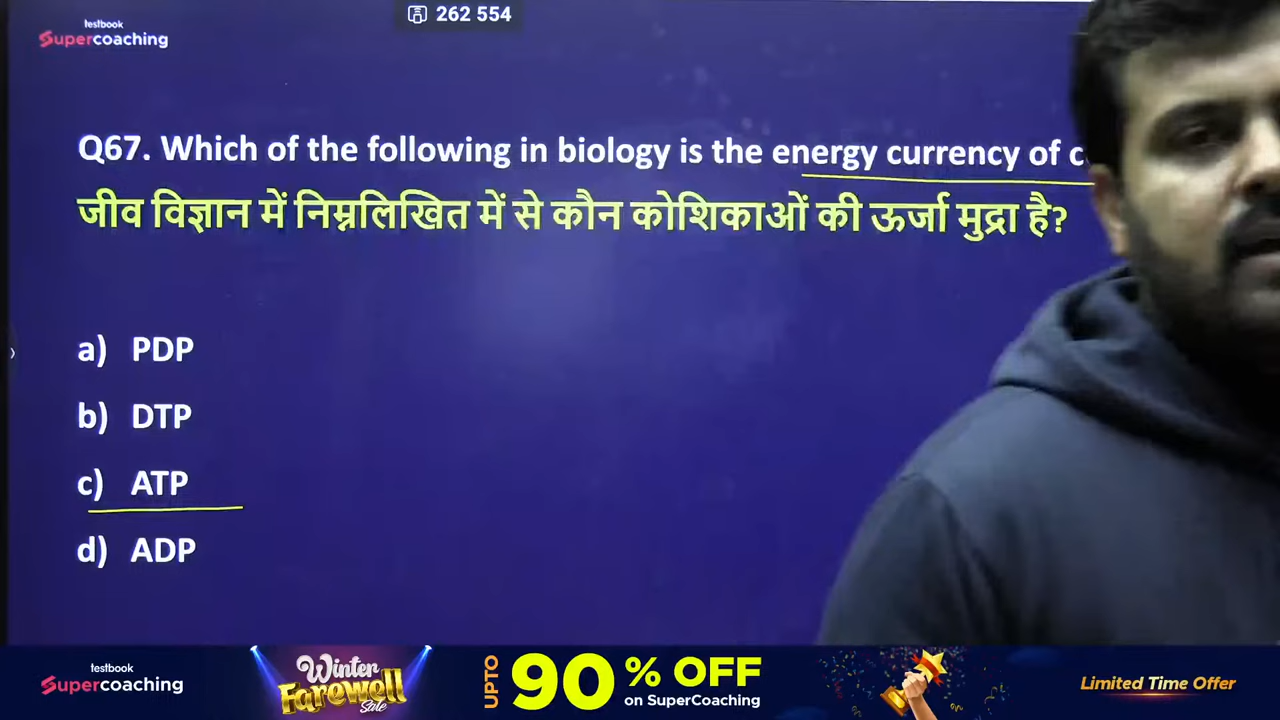 262 554
testbook
Supercoaching
Q67. Which of the following in biology is the energy currency of
जीव विज्ञान में निम्नलिखित में से कौन कोशिकाओं की ऊर्जा मुद्रा है?
a) PDP
b) DTP
c) ATP
d) ADP
testbook
Supercoaching
Winter
Farewell
Sale
UPTO 90% OFF
on SuperCoaching
Limited Time Offer